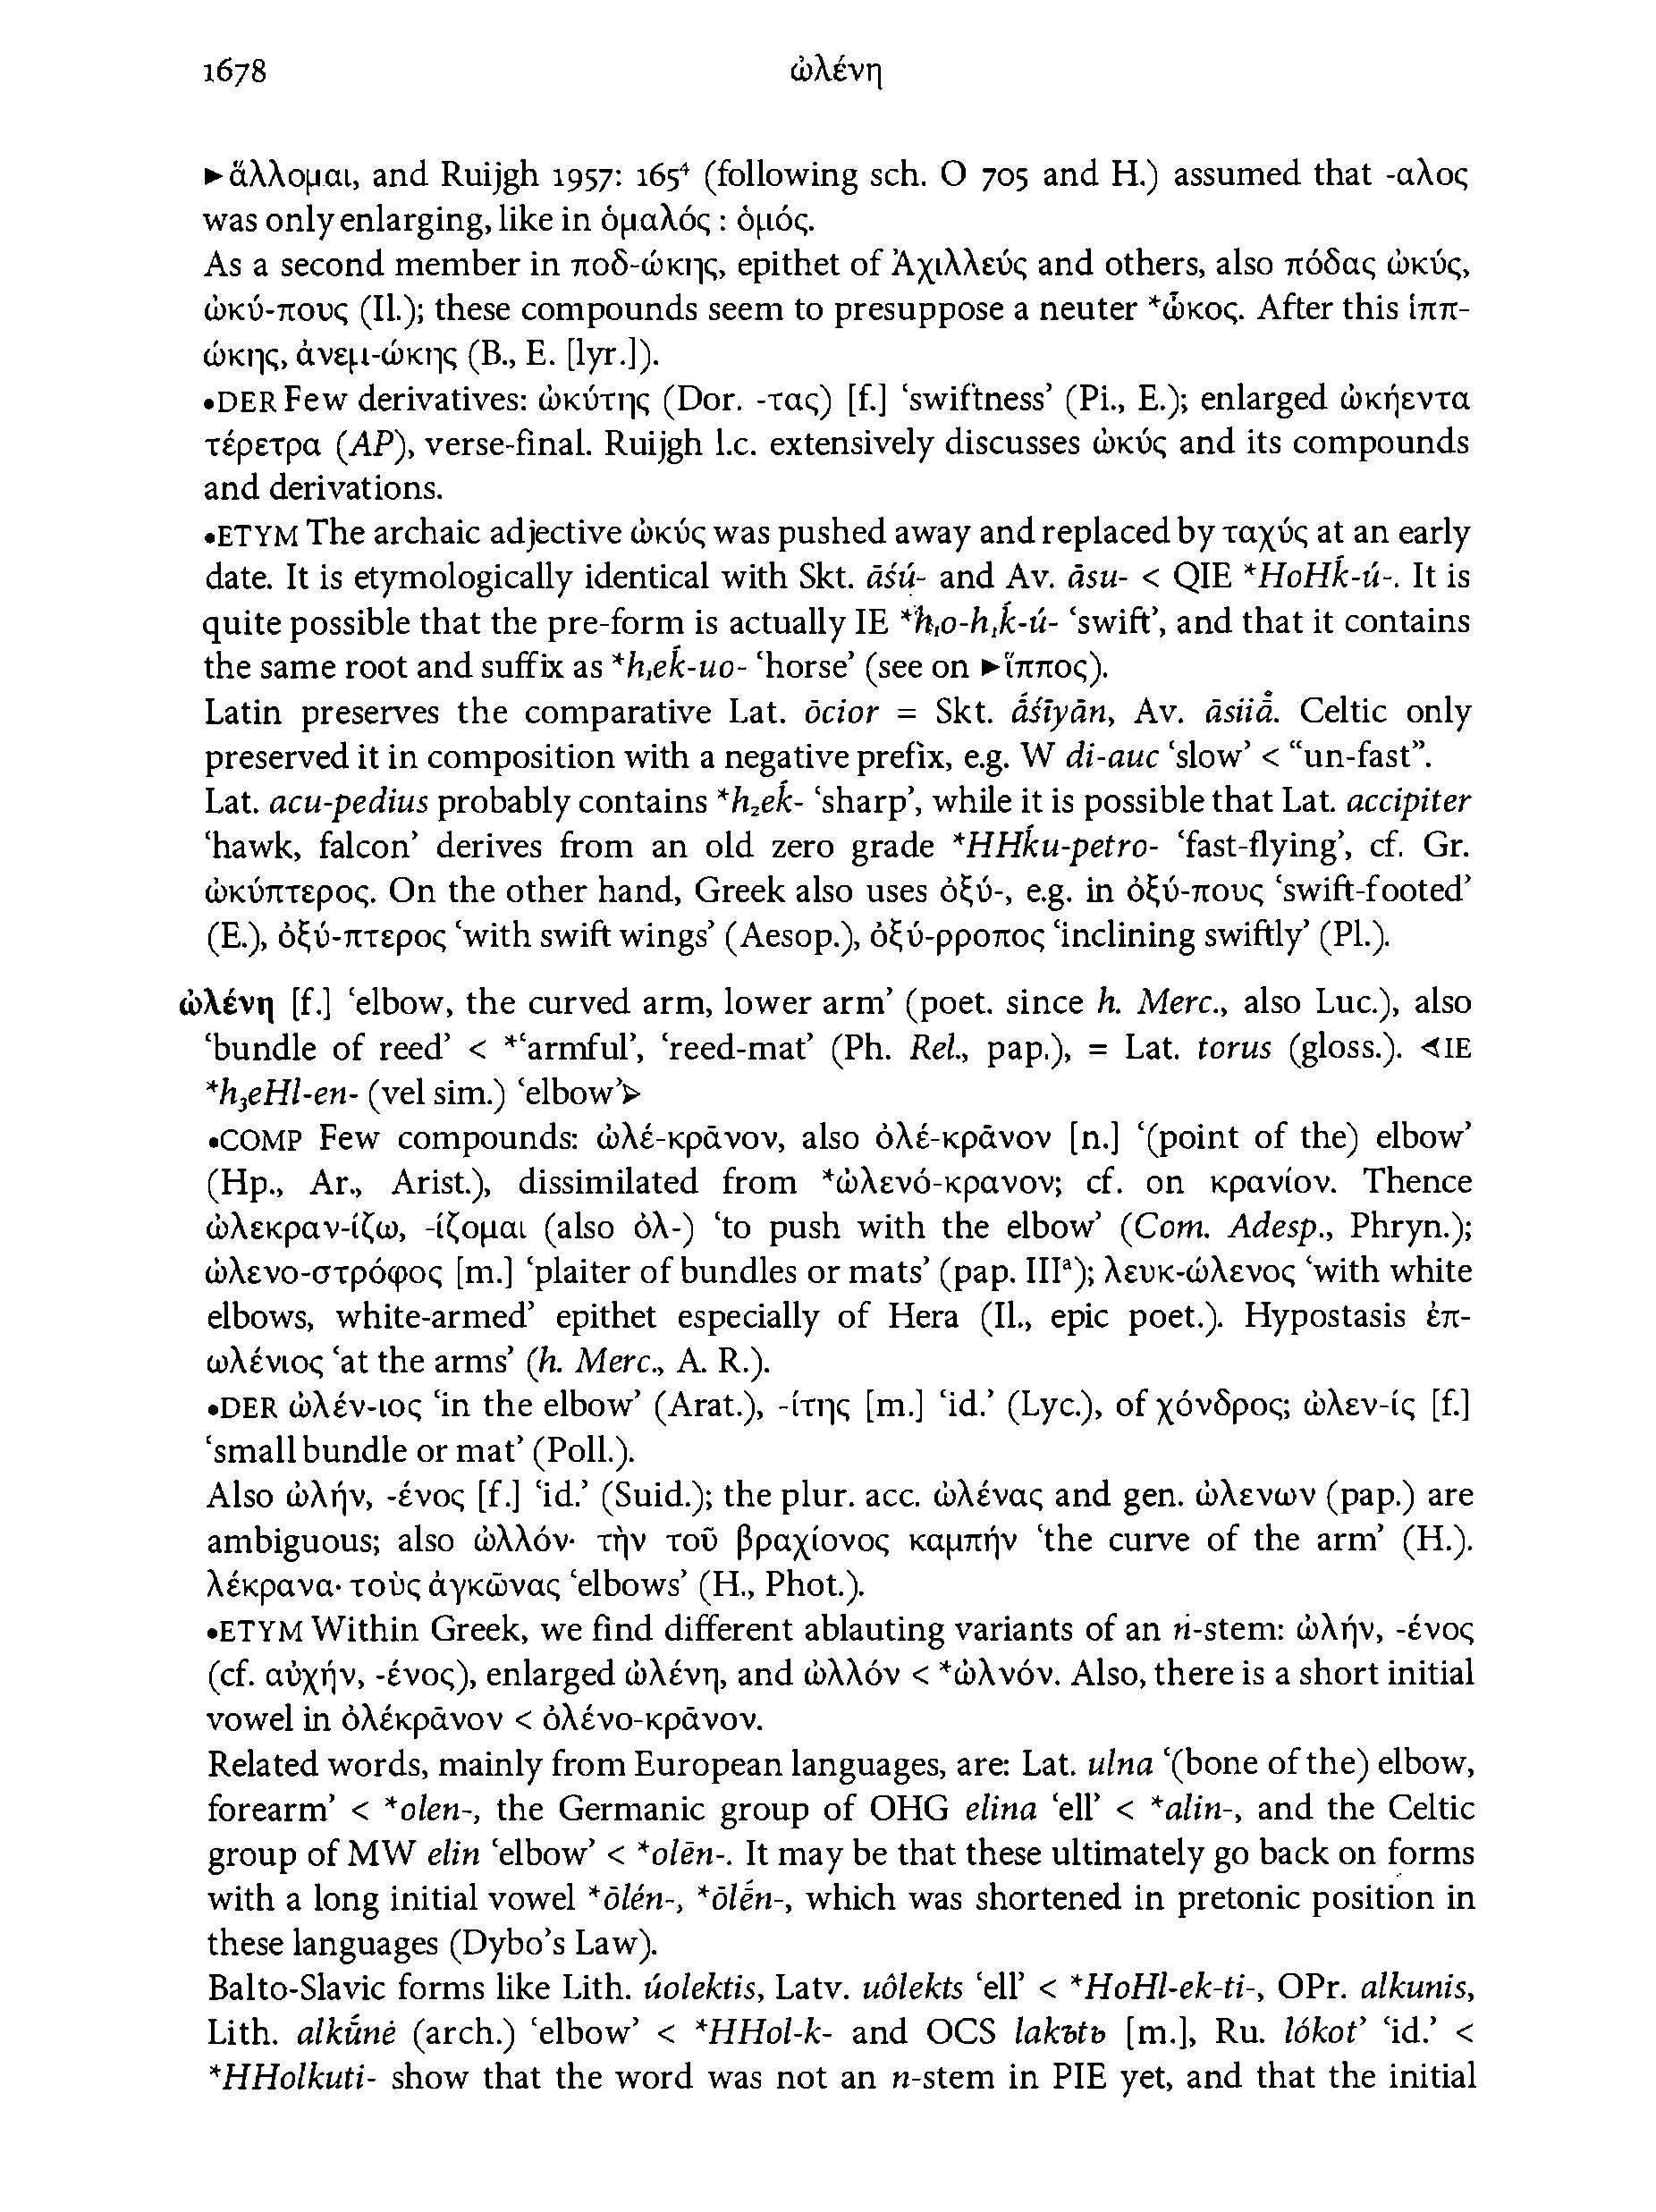 1678 ὠλένη
►ἅλλομαι, and Ruijgh 1957: 165⁴ (following sch. O 705 and H.) assumed that -αλος
was only enlarging, like in ὁμαλός : ὁμός.
As a second member in ποδ-ώκης, epithet of Ἀχιλλεύς and others, also πόδας ὠκύς,
ὠκύ-πους (Il.); these compounds seem to presuppose a neuter *ὦκος. After this ἱππ-
ώκης, ἀνεμ-ώκης (B., E. [lyr.]).
•DER Few derivatives: ὠκύτης (Dor. -τας) [f.] ‘swiftness’ (Pi., E.); enlarged ὠκήεντα
τέρετρα (AP), verse-final. Ruijgh l.c. extensively discusses ὠκύς and its compounds
and derivations.
•ETYM The archaic adjective ὠκύς was pushed away and replaced by ταχύς at an early
date. It is etymologically identical with Skt. āśú- and Av. āsu- < QIE *HoHḱ-ú-. It is
quite possible that the pre-form is actually IE *h₁o-h₁ḱ-ú- ‘swift’, and that it contains
the same root and suffix as *h₁eḱ-uo- ‘horse’ (see on ►ἵππος).
Latin preserves the comparative Lat. ōcior = Skt. ā́śīyān, Av. āsiiā̊. Celtic only
preserved it in composition with a negative prefix, e.g. W di-auc ‘slow’ < “un-fast”.
Lat. acu-pedius probably contains *h₂eḱ- ‘sharp’, while it is possible that Lat. accipiter
‘hawk, falcon’ derives from an old zero grade *HHḱu-petro- ‘fast-flying’, cf. Gr.
ὠκύπτερος. On the other hand, Greek also uses ὀξύ-, e.g. in ὀξύ-πους ‘swift-footed’
(E.), ὀξύ-πτερος ‘with swift wings’ (Aesop.), ὀξύ-ρροπος ‘inclining swiftly’ (Pl.).
ὠλένη [f.] ‘elbow, the curved arm, lower arm’ (poet. since h. Merc., also Luc.), also
‘bundle of reed’ < *‘armful’, ‘reed-mat’ (Ph. Rel., pap.), = Lat. torus (gloss.). ◁IE
*h₃eHl-en- (vel sim.) ‘elbow’▷
•COMP Few compounds: ὠλέ-κρᾱνον, also ὀλέ-κρᾱνον [n.] ‘(point of the) elbow’
(Hp., Ar., Arist.), dissimilated from *ὠλενό-κρανον; cf. on κρανίον. Thence
ὠλεκραν-ίζω, -ίζομαι (also ὀλ-) ‘to push with the elbow’ (Com. Adesp., Phryn.);
ὠλενο-στρόφος [m.] ‘plaiter of bundles or mats’ (pap. IIIᵃ); λευκ-ώλενος ‘with white
elbows, white-armed’ epithet especially of Hera (Il., epic poet.). Hypostasis ἐπ-
ωλένιος ‘at the arms’ (h. Merc., A. R.).
•DER ὠλέν-ιος ‘in the elbow’ (Arat.), -ίτης [m.] ‘id.’ (Lyc.), of χόνδρος; ὠλεν-ίς [f.]
‘small bundle or mat’ (Poll.).
Also ὠλήν, -ένος [f.] ‘id.’ (Suid.); the plur. acc. ὠλένας and gen. ὠλενων (pap.) are
ambiguous; also ὠλλόν· τὴν τοῦ βραχίονος καμπήν ‘the curve of the arm’ (H.).
λέκρανα· τοὺς ἀγκῶνας ‘elbows’ (H., Phot.).
•ETYM Within Greek, we find different ablauting variants of an n-stem: ὠλήν, -ένος
(cf. αὐχήν, -ένος), enlarged ὠλένη, and ὠλλόν < *ὠλνόν. Also, there is a short initial
vowel in ὀλέκρᾱνον < ὀλένο-κρᾱνον.
Related words, mainly from European languages, are: Lat. ulna ‘(bone of the) elbow,
forearm’ < *olen-, the Germanic group of OHG elina ‘ell’ < *alin-, and the Celtic
group of MW elin ‘elbow’ < *olēn-. It may be that these ultimately go back on forms
with a long initial vowel *ōlén-, *ōlḗn-, which was shortened in pretonic position in
these languages (Dybo’s Law).
Balto-Slavic forms like Lith. úolektis, Latv. uôlekts ‘ell’ < *HoHl-ek-ti-, OPr. alkunis,
Lith. alkū́nė (arch.) ‘elbow’ < *HHol-k- and OCS lakъtь [m.], Ru. lókot’ ‘id.’ <
*HHolkuti- show that the word was not an n-stem in PIE yet, and that the initial